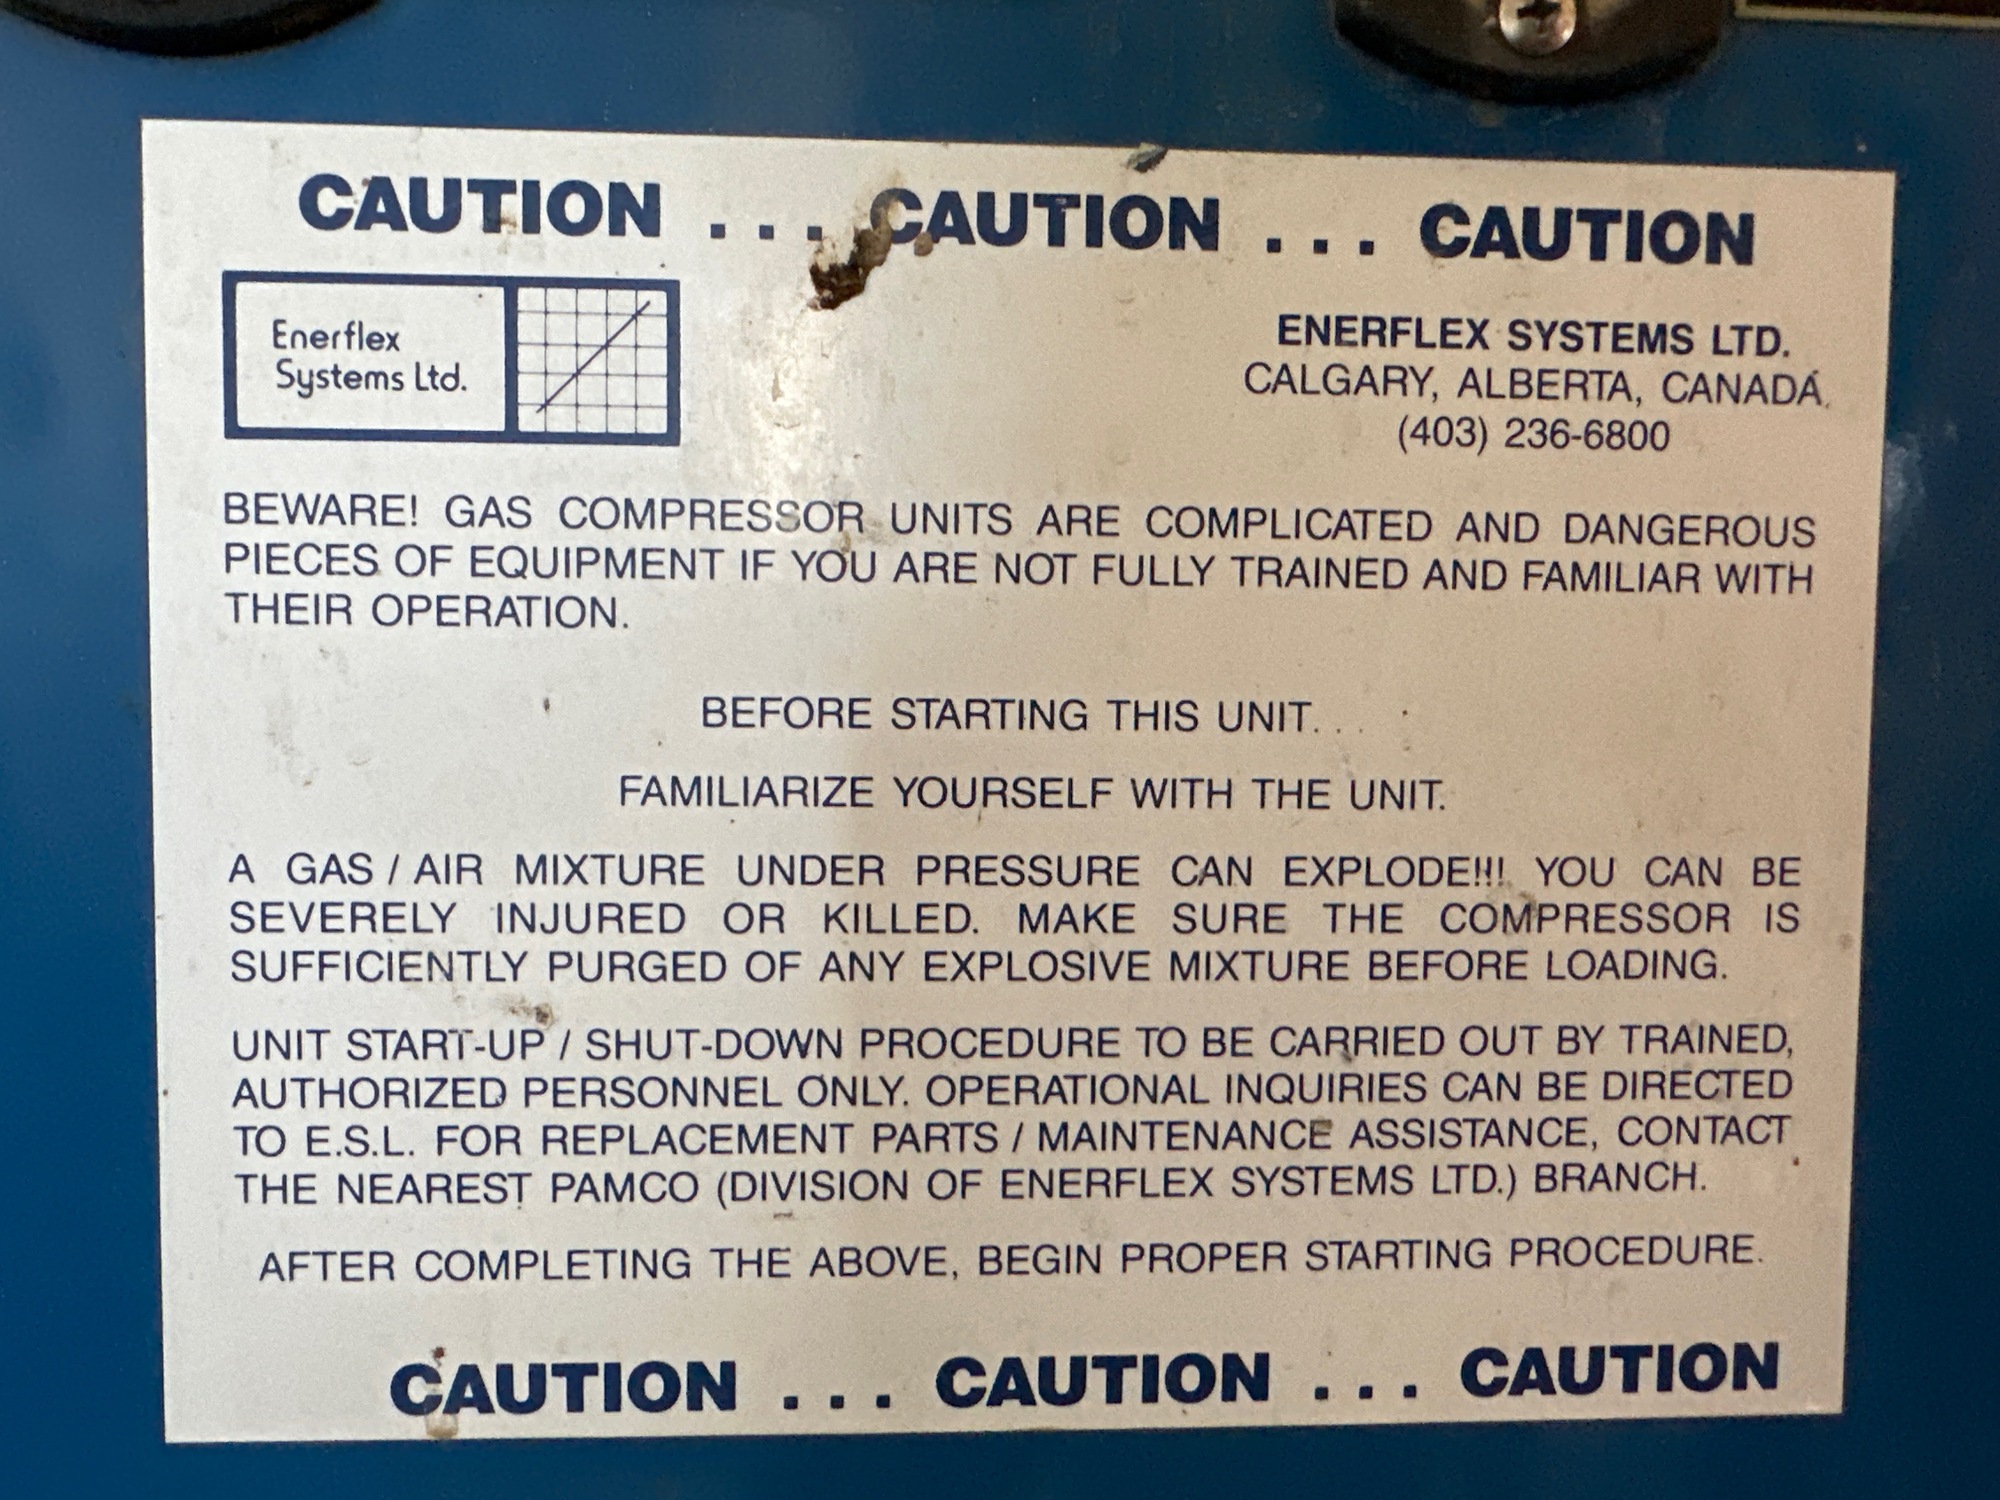 CAUTION . . . CAUTION . . . CAUTION
Enerflex
Systems Ltd.
ENERFLEX SYSTEMS LTD.
CALGARY, ALBERTA, CANADA
(403) 236-6800
BEWARE! GAS COMPRESSOR UNITS ARE COMPLICATED AND DANGEROUS
PIECES OF EQUIPMENT IF YOU ARE NOT FULLY TRAINED AND FAMILIAR WITH
THEIR OPERATION.
BEFORE STARTING THIS UNIT. . .
FAMILIARIZE YOURSELF WITH THE UNIT.
A GAS / AIR MIXTURE UNDER PRESSURE CAN EXPLODE!!! YOU CAN BE
SEVERELY INJURED OR KILLED. MAKE SURE THE COMPRESSOR IS
SUFFICIENTLY PURGED OF ANY EXPLOSIVE MIXTURE BEFORE LOADING.
UNIT START-UP / SHUT-DOWN PROCEDURE TO BE CARRIED OUT BY TRAINED,
AUTHORIZED PERSONNEL ONLY. OPERATIONAL INQUIRIES CAN BE DIRECTED
TO E.S.L. FOR REPLACEMENT PARTS / MAINTENANCE ASSISTANCE, CONTACT
THE NEAREST PAMCO (DIVISION OF ENERFLEX SYSTEMS LTD.) BRANCH.
AFTER COMPLETING THE ABOVE, BEGIN PROPER STARTING PROCEDURE.
CAUTION . . . CAUTION . . . CAUTION